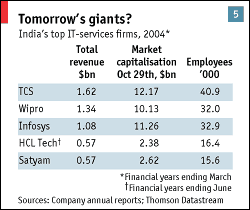 Tomorrow's giants? 5
India's top IT-services firms, 2004*
Total Market Employees
revenue capitalisation '000
$bn Oct 29th, $bn
TCS 1.62 12.17 40.9
Wipro 1.34 10.13 32.0
Infosys 1.08 11.26 32.9
HCL Tech† 0.57 2.38 16.4
Satyam 0.57 2.62 15.6
*Financial years ending March
†Financial years ending June
Sources: Company annual reports; Thomson Datastream